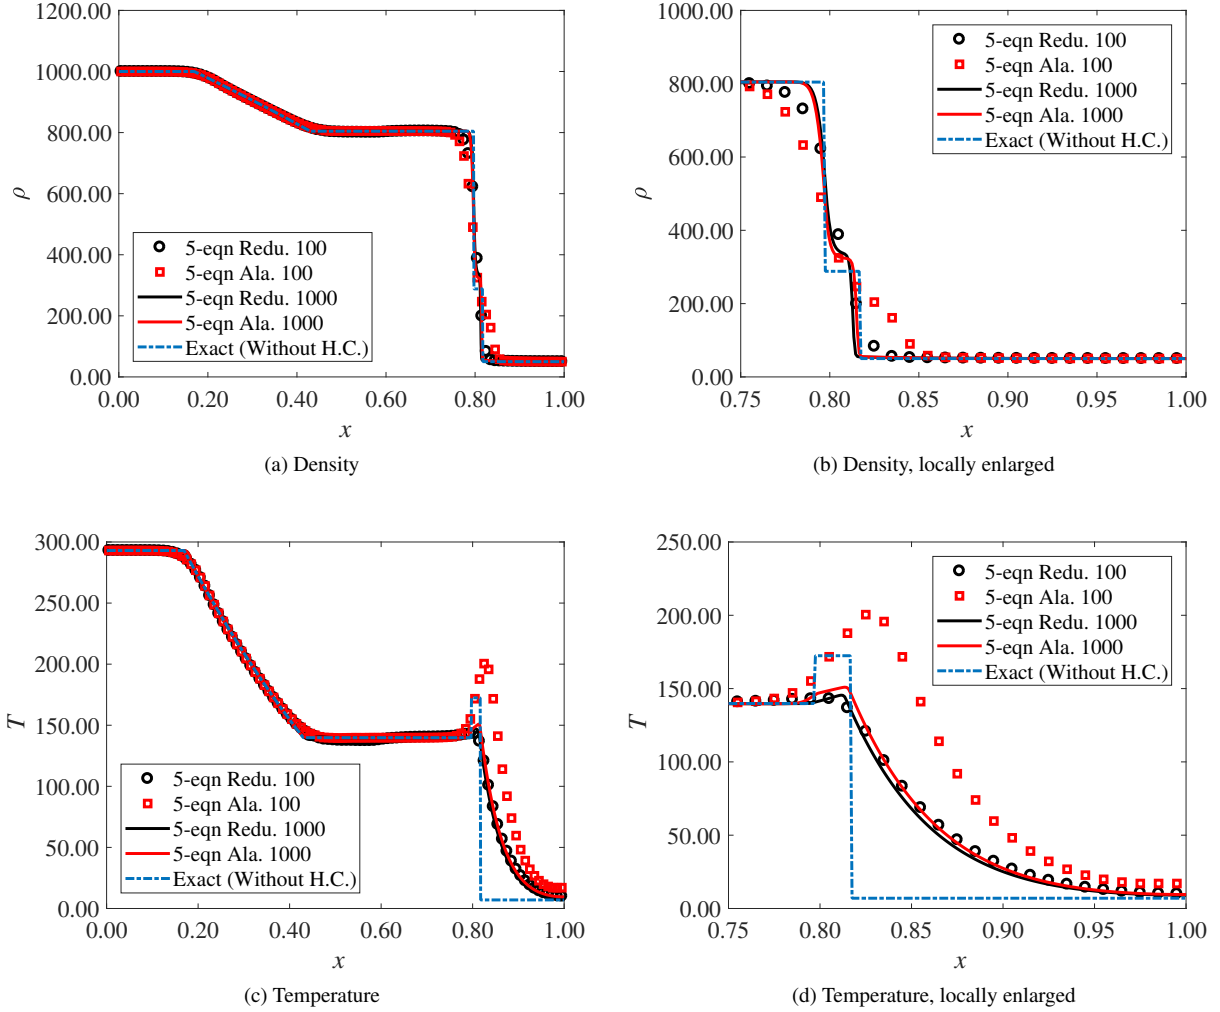 1000.00
800.00
600.00
400.00
200.00
0.00
ρ
0.00
0.20
0.40
0.60
0.80
1.00
x
5-eqn Redu. 100
5-eqn Ala. 100
5-eqn Redu. 1000
5-eqn Ala. 1000
Exact (Without H.C.)
(a) Density
1000.00
800.00
600.00
400.00
200.00
0.00
ρ
0.75
0.80
0.85
0.90
0.95
1.00
x
5-eqn Redu. 100
5-eqn Ala. 100
5-eqn Redu. 1000
5-eqn Ala. 1000
Exact (Without H.C.)
(b) Density, locally enlarged
300.00
250.00
200.00
150.00
100.00
50.00
0.00
T
0.00
0.20
0.40
0.60
0.80
1.00
x
5-eqn Redu. 100
5-eqn Ala. 100
5-eqn Redu. 1000
5-eqn Ala. 1000
Exact (Without H.C.)
(c) Temperature
250.00
200.00
150.00
100.00
50.00
0.00
T
0.75
0.80
0.85
0.90
0.95
1.00
x
5-eqn Redu. 100
5-eqn Ala. 100
5-eqn Redu. 1000
5-eqn Ala. 1000
Exact (Without H.C.)
(d) Temperature, locally enlarged